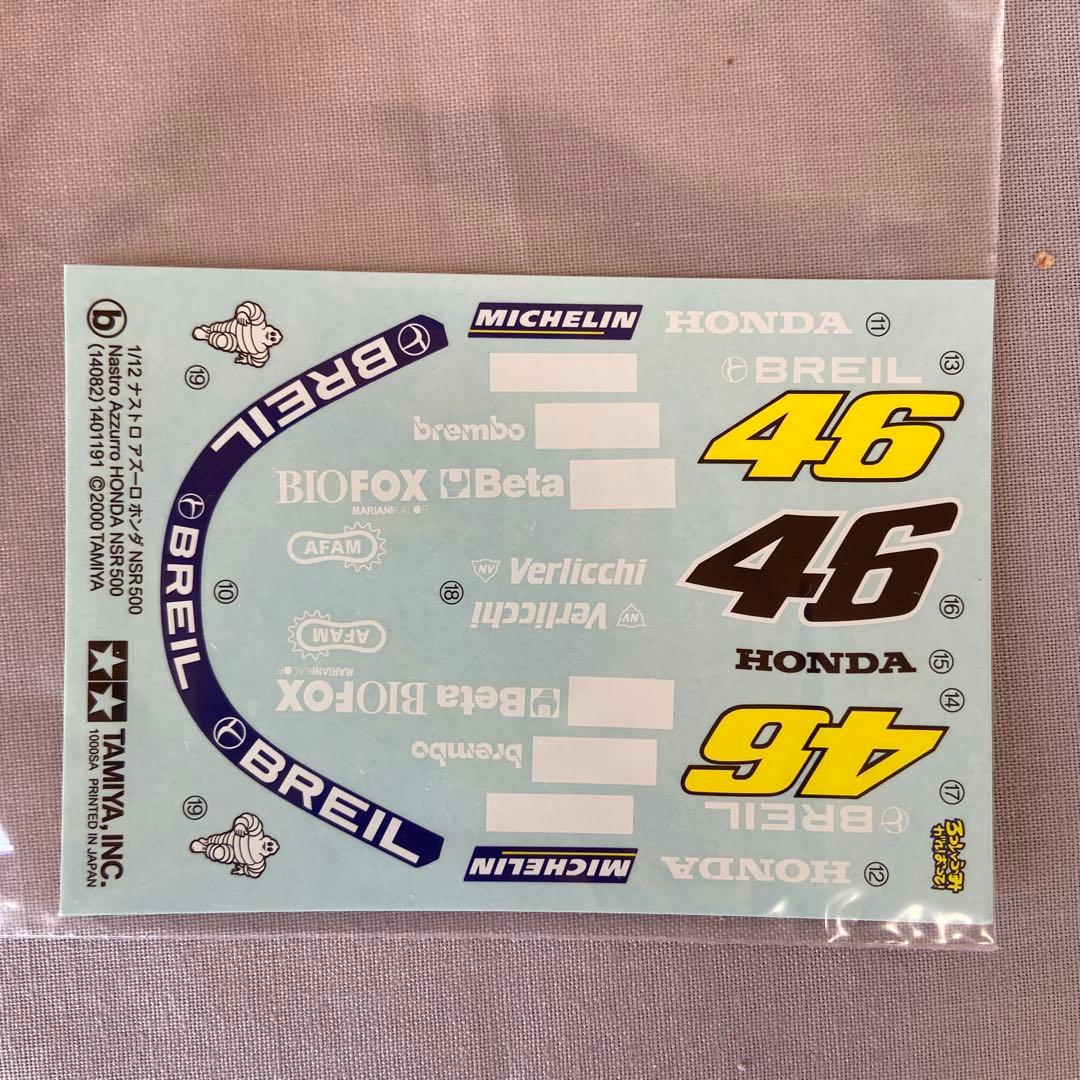 ⓑ
1/12 ナストロ アズーロ ホンダ NSR500
Nastro Azzurro HONDA NSR500
(14082) 1401191 ©2000 TAMIYA
TAMIYA, INC.
1000SA PRINTED IN JAPAN
⑲
⑲
BREIL
BREIL
BREIL
⑩
MICHELIN
HONDA ⑪
BREIL ⑬
brembo
46
BIOFOX Beta
MARIANIKALOR
AFAM
NV Verlicchi
⑱
46
⑯
NV Verlicchi
AFAM
HONDA ⑮
MARIANIKALOR
BIOFOX Beta
⑭
46
brembo
⑰
BREIL
MICHELIN
HONDA ⑫